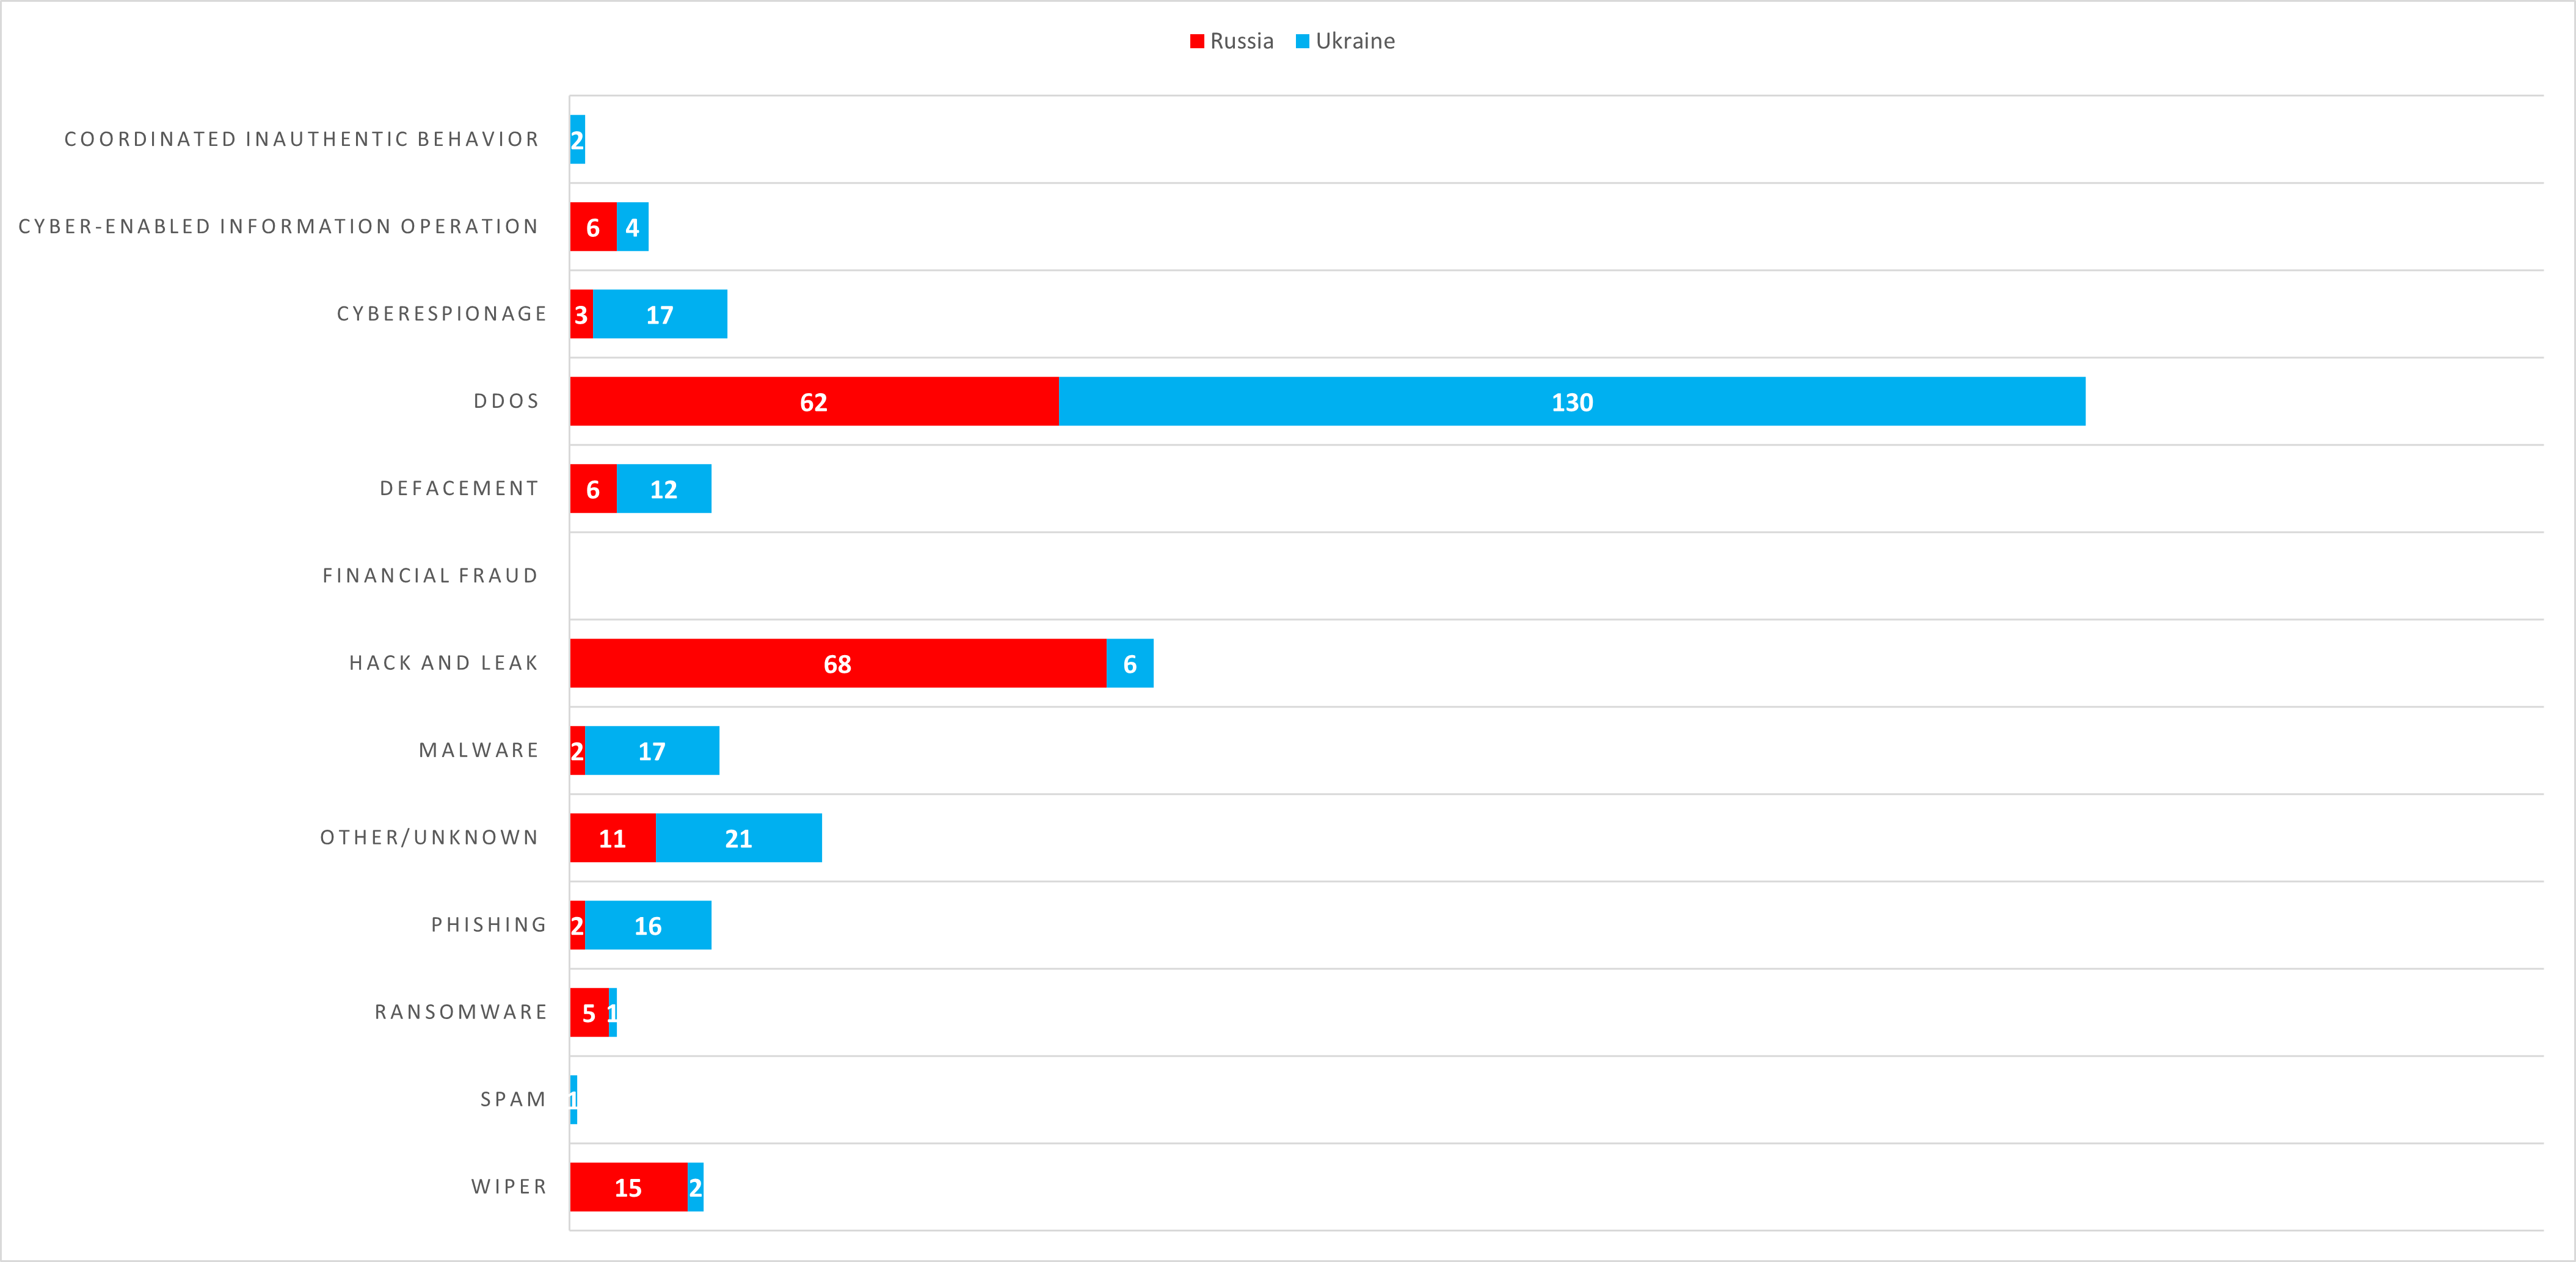 Russia Ukraine
COORDINATED INAUTHENTIC BEHAVIOR 2
CYBER-ENABLED INFORMATION OPERATION 6 4
CYBERESPIONAGE 3 17
DDOS 62 130
DEFACEMENT 6 12
FINANCIAL FRAUD
HACK AND LEAK 68 6
MALWARE 2 17
OTHER/UNKNOWN 11 21
PHISHING 2 16
RANSOMWARE 5 1
SPAM 1
WIPER 15 2